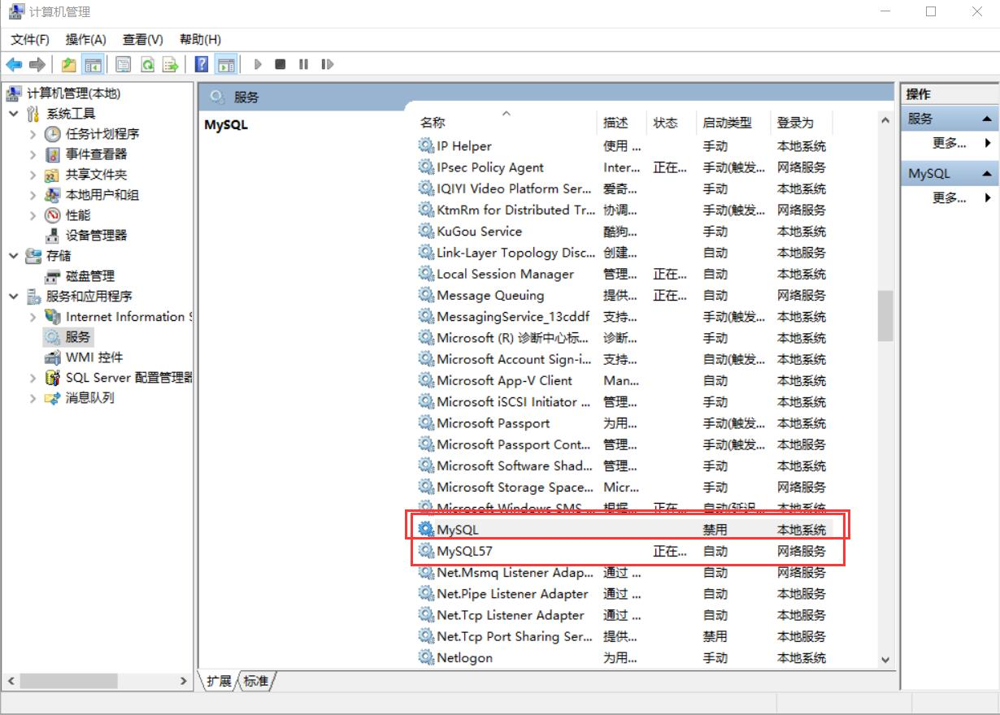 计算机管理
文件(F) 操作(A) 查看(V) 帮助(H)
计算机管理(本地)
系统工具
任务计划程序
事件查看器
共享文件夹
本地用户和组
性能
设备管理器
存储
磁盘管理
服务和应用程序
Internet Information S
服务
WMI 控件
SQL Server 配置管理器
消息队列
服务
MySQL
名称 描述 状态 启动类型 登录为
IP Helper 使用 ... 手动 本地系统
IPsec Policy Agent Inter... 正在... 手动(触发... 网络服务
IQIYI Video Platform Ser... 爱奇... 手动 本地系统
KtmRm for Distributed Tr... 协调... 手动(触发... 网络服务
KuGou Service 酷狗... 手动 本地系统
Link-Layer Topology Disc... 创建... 自动 本地服务
Local Session Manager 管理... 正在... 自动 本地系统
Message Queuing 提供... 正在... 自动 网络服务
MessagingService_13cddf 支持... 手动(触发... 本地系统
Microsoft (R) 诊断中心标... 诊断... 手动 本地系统
Microsoft Account Sign-i... 支持... 自动(触发... 本地系统
Microsoft App-V Client Man... 自动 本地系统
Microsoft iSCSI Initiator ... 管理... 手动 本地系统
Microsoft Passport 为用... 手动(触发... 本地系统
Microsoft Passport Cont... 管理... 手动(触发... 本地服务
Microsoft Software Shad... 管理... 手动 本地系统
Microsoft Storage Space... Micr... 手动 网络服务
Microsoft Windows SMS ... 根据... 正在... 自动(延迟... 本地系统
MySQL 禁用 本地系统
MySQL57 正在... 自动 网络服务
Net.Msmq Listener Adap... 通过 ... 自动 网络服务
Net.Pipe Listener Adapter 通过 ... 自动 本地服务
Net.Tcp Listener Adapter 通过 ... 自动 本地服务
Net.Tcp Port Sharing Ser... 提供... 禁用 本地服务
Netlogon 为用... 手动 本地系统
扩展 标准
操作
服务
更多...
MySQL
更多...